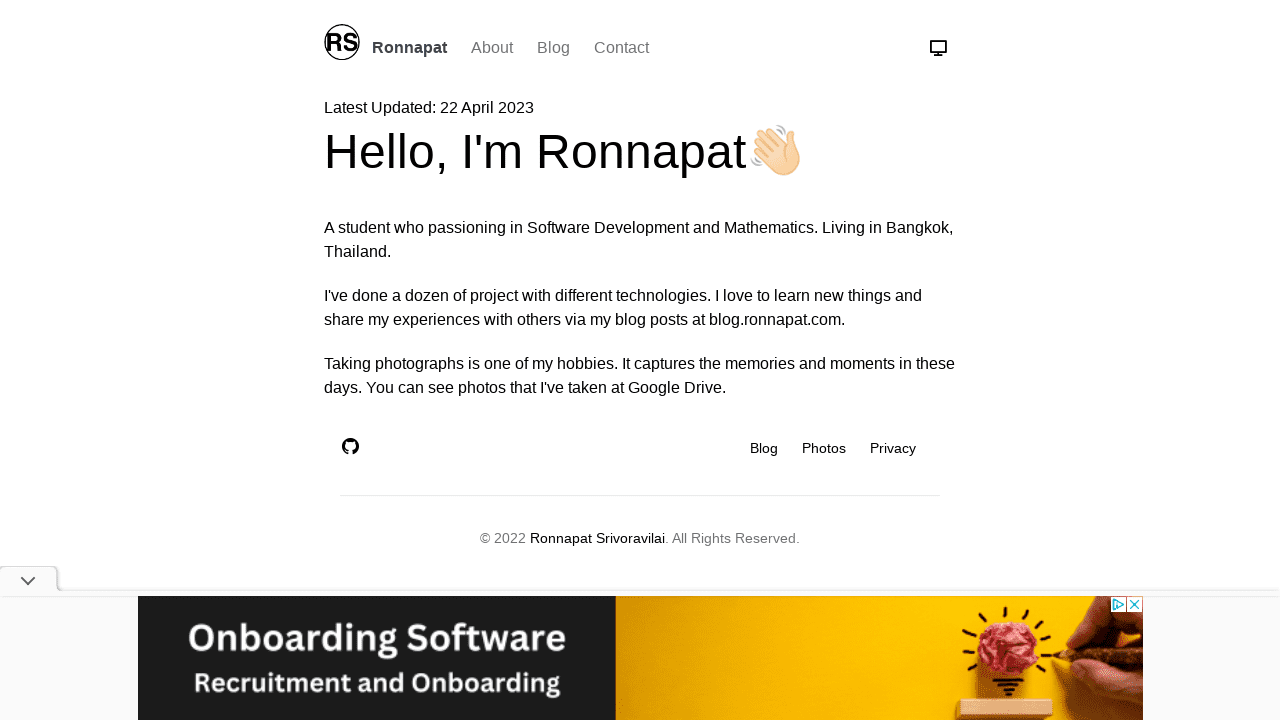 RS
Ronnapat About Blog Contact
Latest Updated: 22 April 2023
Hello, I'm Ronnapat👋🏻
A student who passioning in Software Development and Mathematics. Living in Bangkok,
Thailand.
I've done a dozen of project with different technologies. I love to learn new things and
share my experiences with others via my blog posts at blog.ronnapat.com.
Taking photographs is one of my hobbies. It captures the memories and moments in these
days. You can see photos that I've taken at Google Drive.
Blog Photos Privacy
© 2022 Ronnapat Srivoravilai. All Rights Reserved.
Onboarding Software
Recruitment and Onboarding